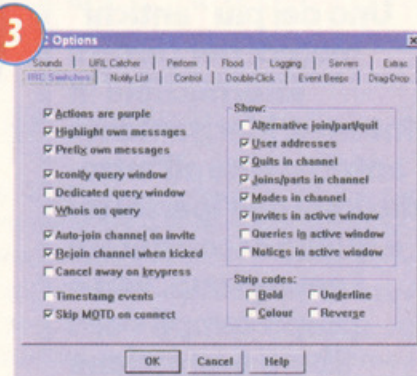 3
C Options
Sounds URL Catcher Perform Flood Logging Servers Extras
IRC Switches Notify List Control Double-Click Event Beeps Drag-Drop
Actions are purple
Highlight own messages
Prefix own messages
Iconify query window
Dedicated query window
Whois on query
Auto-join channel on invite
Rejoin channel when kicked
Cancel away on keypress
Timestamp events
Skip MOTD on connect
Show:
Alternative join/part/quit
User addresses
Quits in channel
Joins/parts in channel
Modes in channel
Invites in active window
Queries in active window
Notices in active window
Strip codes:
Bold Underline
Colour Reverse
OK Cancel Help